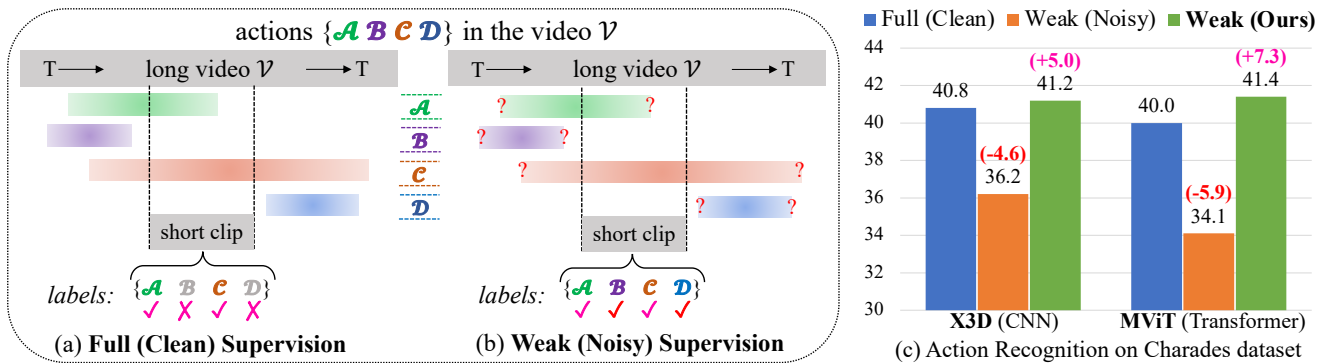 actions {A B C D} in the video V
T long video V T
A
B
C
D
short clip
labels: {A B C D}
✓ ✗ ✓ ✗
(a) Full (Clean) Supervision
T long video V T
? ?
? ?
? ?
? ?
short clip
labels: {A B C D}
✓ ✓ ✓ ✓
(b) Weak (Noisy) Supervision
Full (Clean) Weak (Noisy) Weak (Ours)
44
42
40
38
36
34
32
30
40.8
(-4.6)
36.2
(+5.0)
41.2
40.0
(-5.9)
34.1
(+7.3)
41.4
X3D (CNN) MViT (Transformer)
(c) Action Recognition on Charades dataset